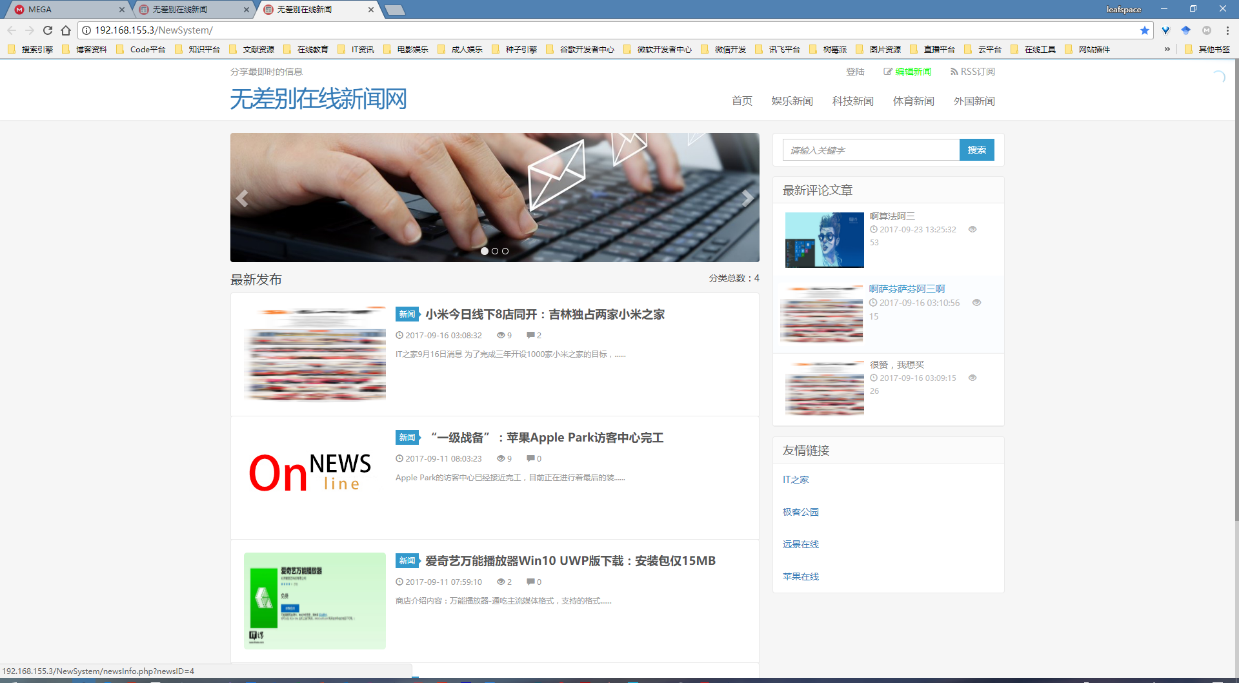 MEGA
无差别在线新闻
无差别在线新闻
leafspace
192.168.155.3/NewSystem/
搜索引擎 博客资料 Code平台 知识平台 文献资源 在线教育 IT资讯 电影娱乐 成人娱乐 种子引擎 谷歌开发者中心 微软开发者中心 微信开发 讯飞平台 树莓派 图片资源 直播平台 云平台 在线工具 网站插件 » 其他书签
分享最即时的信息
登陆 编辑新闻 RSS订阅
无差别在线新闻网
首页 娱乐新闻 科技新闻 体育新闻 外国新闻
请输入关键字 搜索
最新评论文章
啊算法阿三
2017-09-23 13:25:32
53
啊萨芬萨芬阿三啊
2017-09-16 03:10:56
15
很赞，我想买
2017-09-16 03:09:15
26
友情链接
IT之家
极客公园
远景在线
苹果在线
最新发布 分类总数：4
新闻 小米今日线下8店同开：吉林独占两家小米之家
2017-09-16 03:08:32 9 2
IT之家9月16日消息 为了完成三年开设1000家小米之家的目标，......
On NEWS
line
新闻 “一级战备”：苹果Apple Park访客中心完工
2017-09-11 08:03:23 9 0
Apple Park的访客中心已经接近完工，目前正在进行着最后的装......
爱奇艺万能播放器
新闻 爱奇艺万能播放器Win10 UWP版下载：安装包仅15MB
2017-09-11 07:59:10 2 0
商店介绍内容：万能播放器-通吃主流媒体格式，支持的格式......
192.168.155.3/NewSystem/newsInfo.php?newsID=4